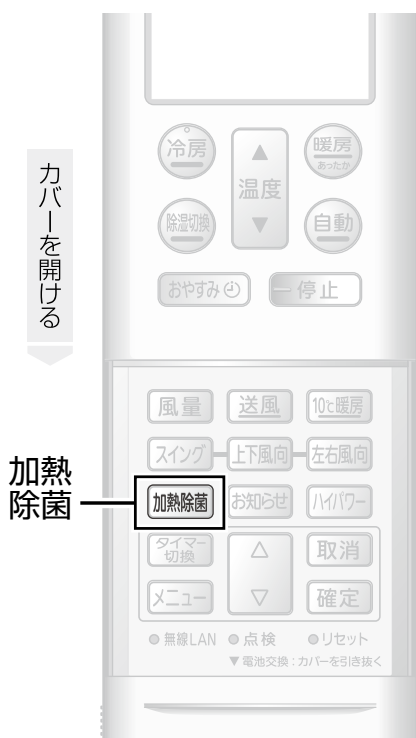 冷房
▲
温度
▼
暖房
あったか
除湿切換
自動
おやすみ
停止
カバーを開ける
風量
送風
10℃暖房
スイング
上下風向
左右風向
加熱
除菌
加熱除菌
お知らせ
ハイパワー
タイマー
切換
△
▽
取消
メニュー
確定
無線LAN
点検
リセット
▼電池交換：カバーを引き抜く